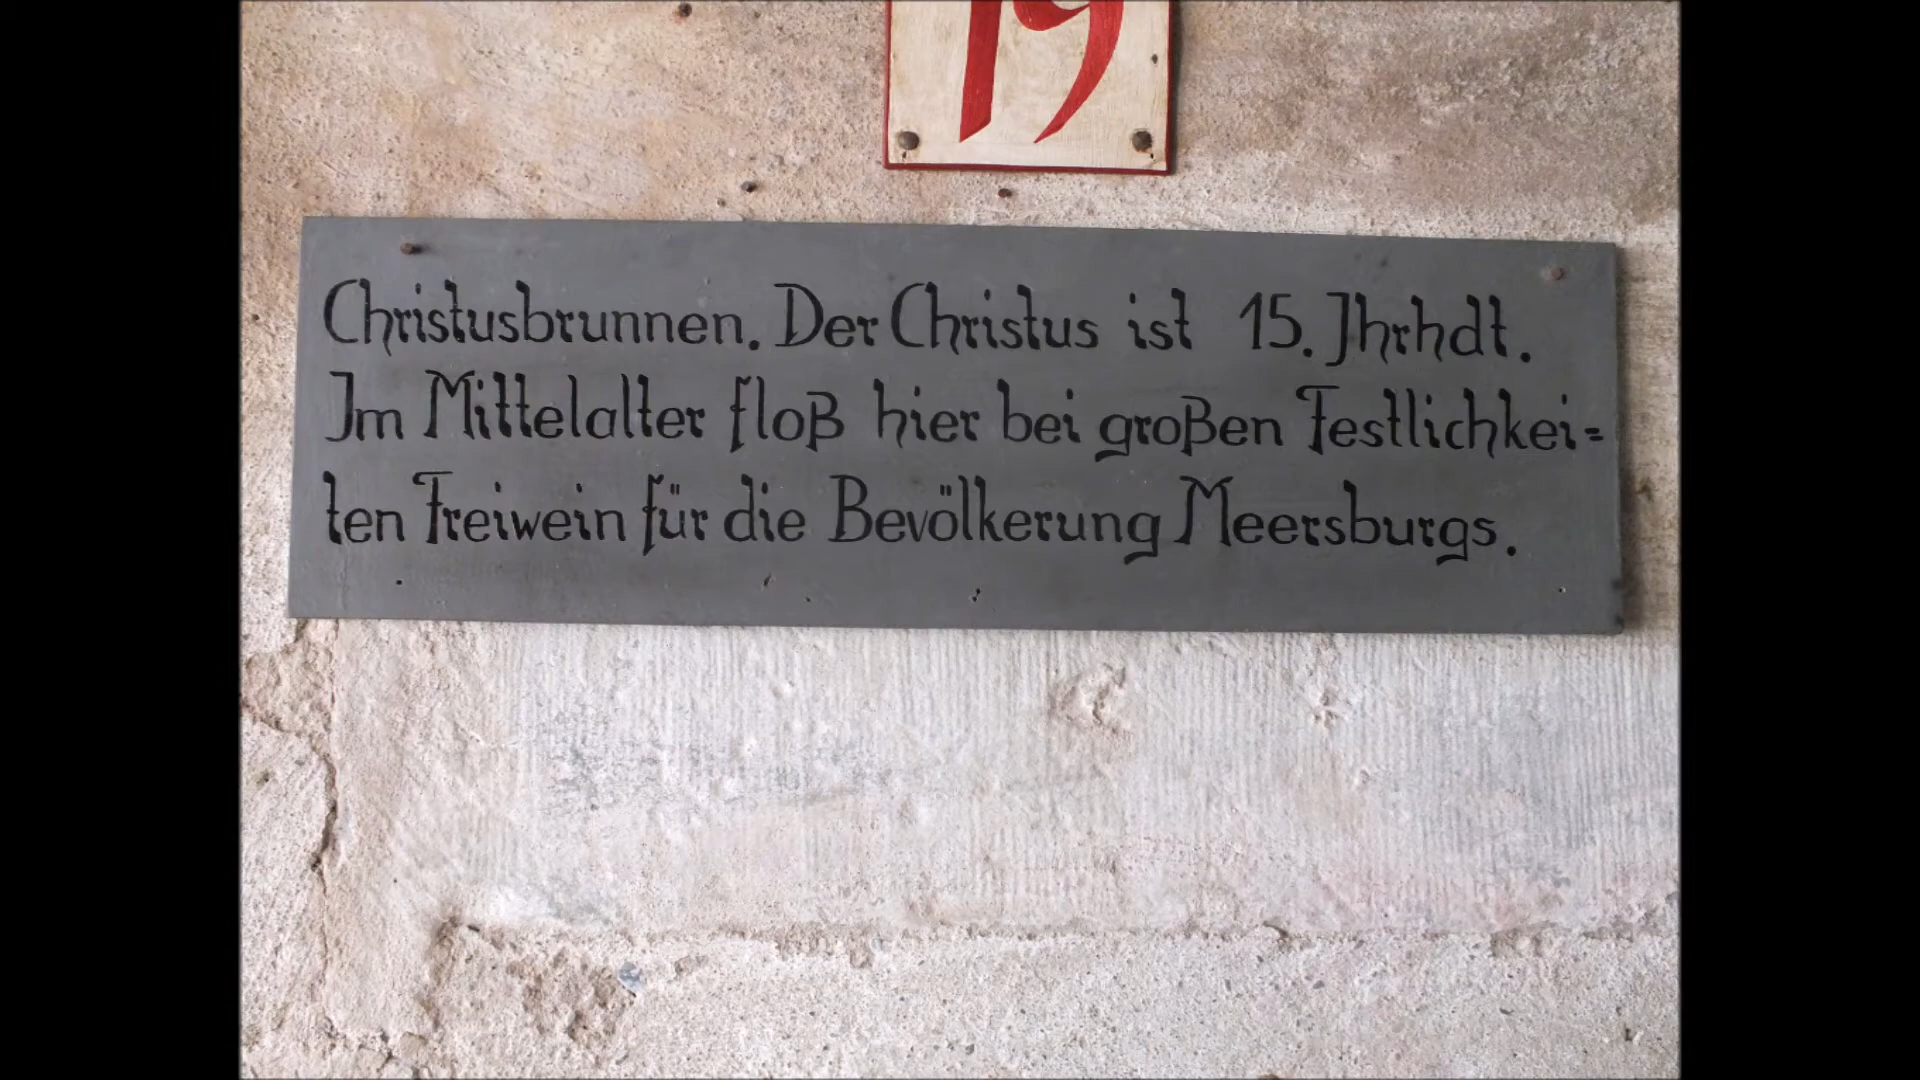 19
Christusbrunnen. Der Christus ist 15. Jhrhdt.
Im Mittelalter floß hier bei großen Festlichkei=
ten Freiwein für die Bevölkerung Meersburgs.